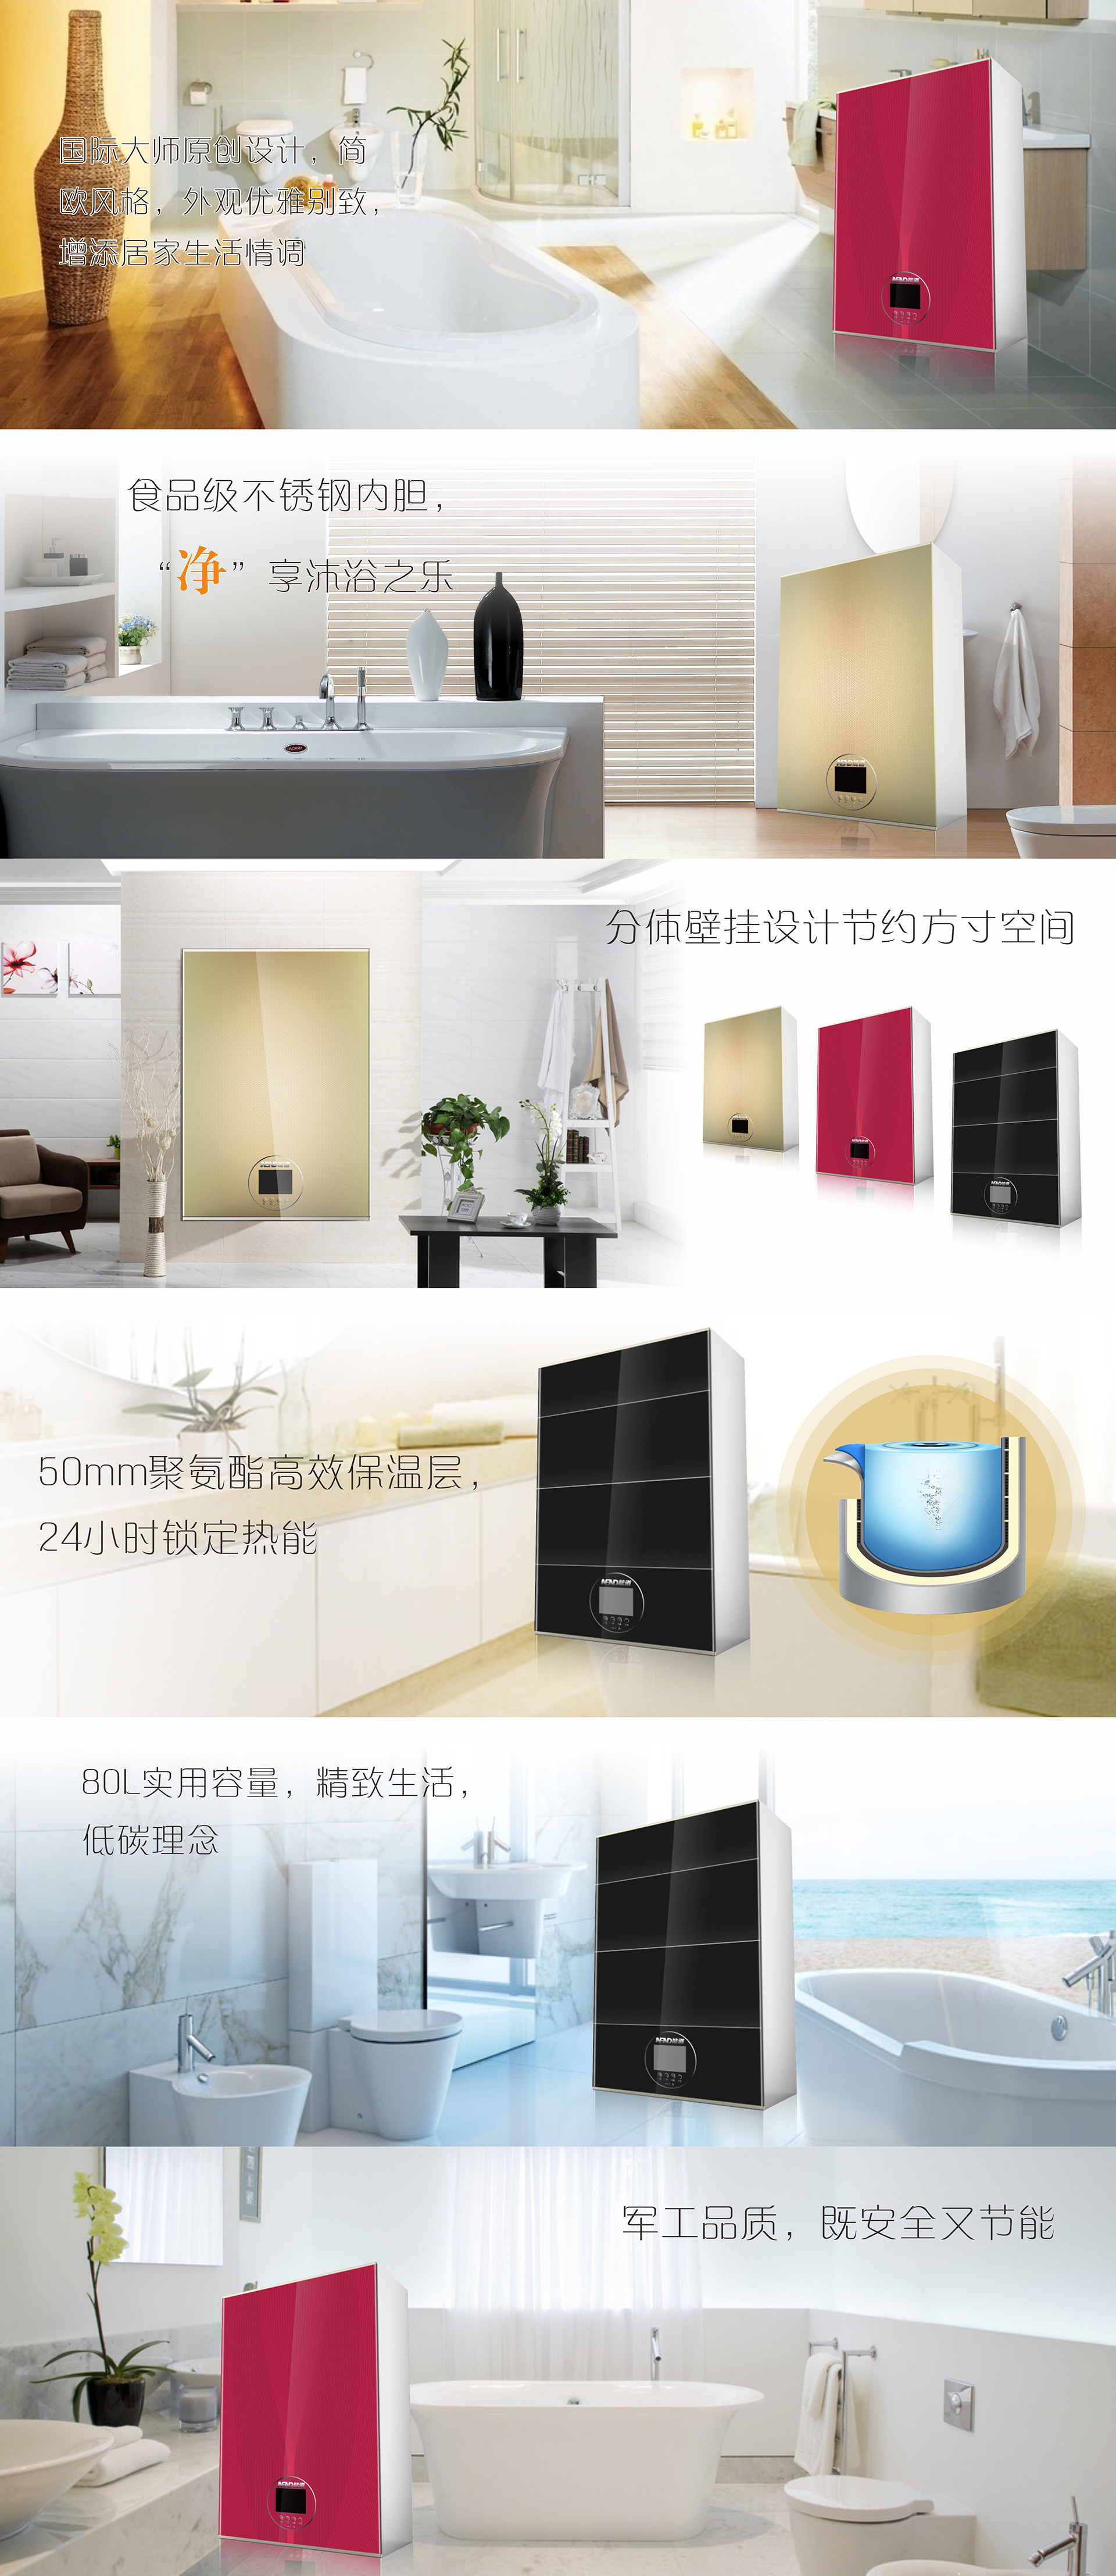 国际大师原创设计，简
欧风格，外观优雅别致，
增添居家生活情调
食品级不锈钢内胆，
“净”享沐浴之乐
分体壁挂设计节约方寸空间
50mm聚氨酯高效保温层，
24小时锁定热能
80L实用容量，精致生活，
低碳理念
军工品质，既安全又节能